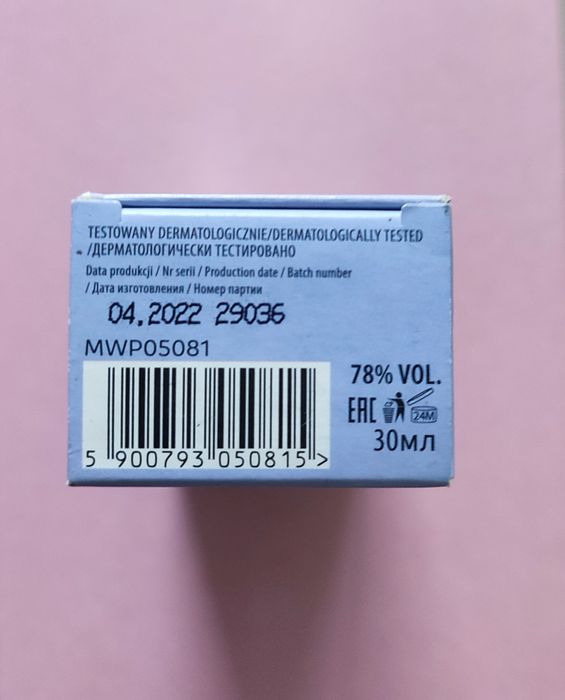 TESTOWANY DERMATOLOGICZNIE/DERMATOLOGICALLY TESTED
/ДЕРМАТОЛОГИЧЕСКИ ТЕСТИРОВАНО
Data produkcji / Nr serii / Production date / Batch number
/ Дата изготовления / Номер партии
04.2022 29036
MWP05081
78% VOL.
EAC
24M
30мл
5 900793 050815 >